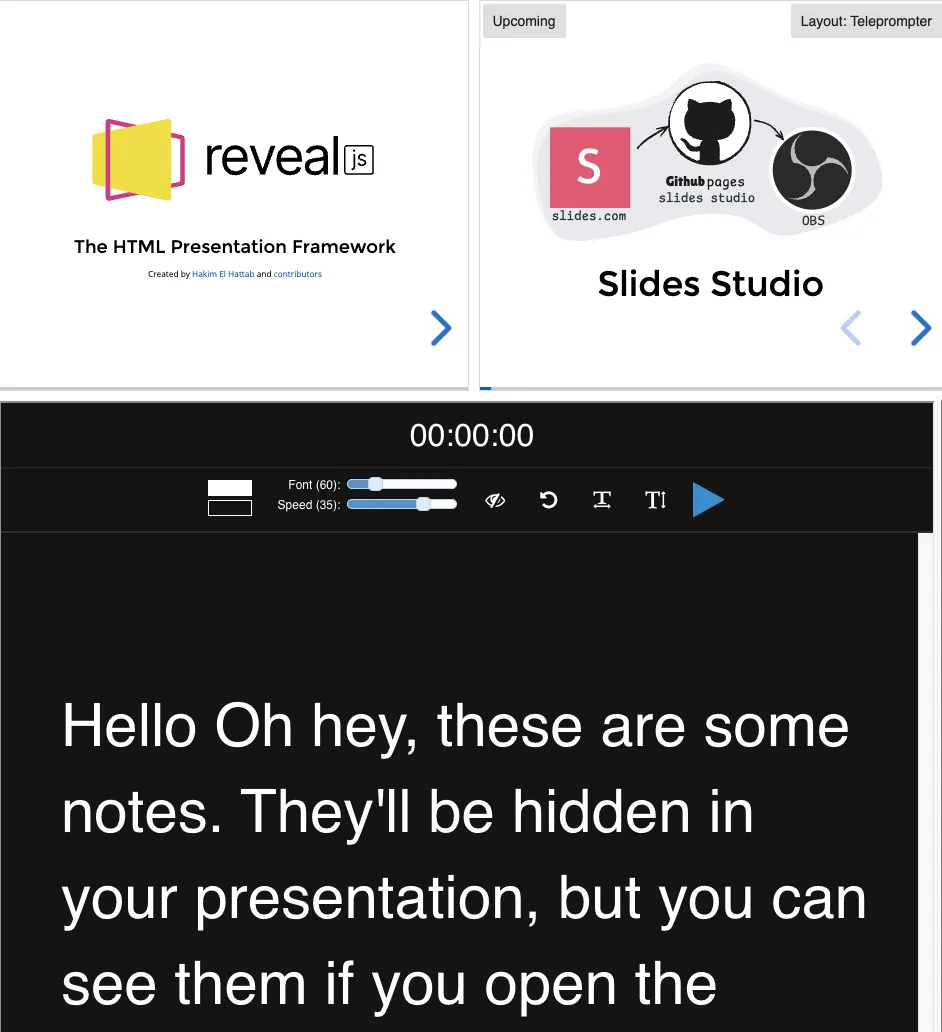 reveal js
The HTML Presentation Framework
Created by Hakim El Hattab and contributors
Upcoming
Layout: Teleprompter
S
slides.com
Github pages
slides studio
OBS
Slides Studio
00:00:00
Font (60):
Speed (35):
Hello Oh hey, these are some
notes. They'll be hidden in
your presentation, but you can
see them if you open the